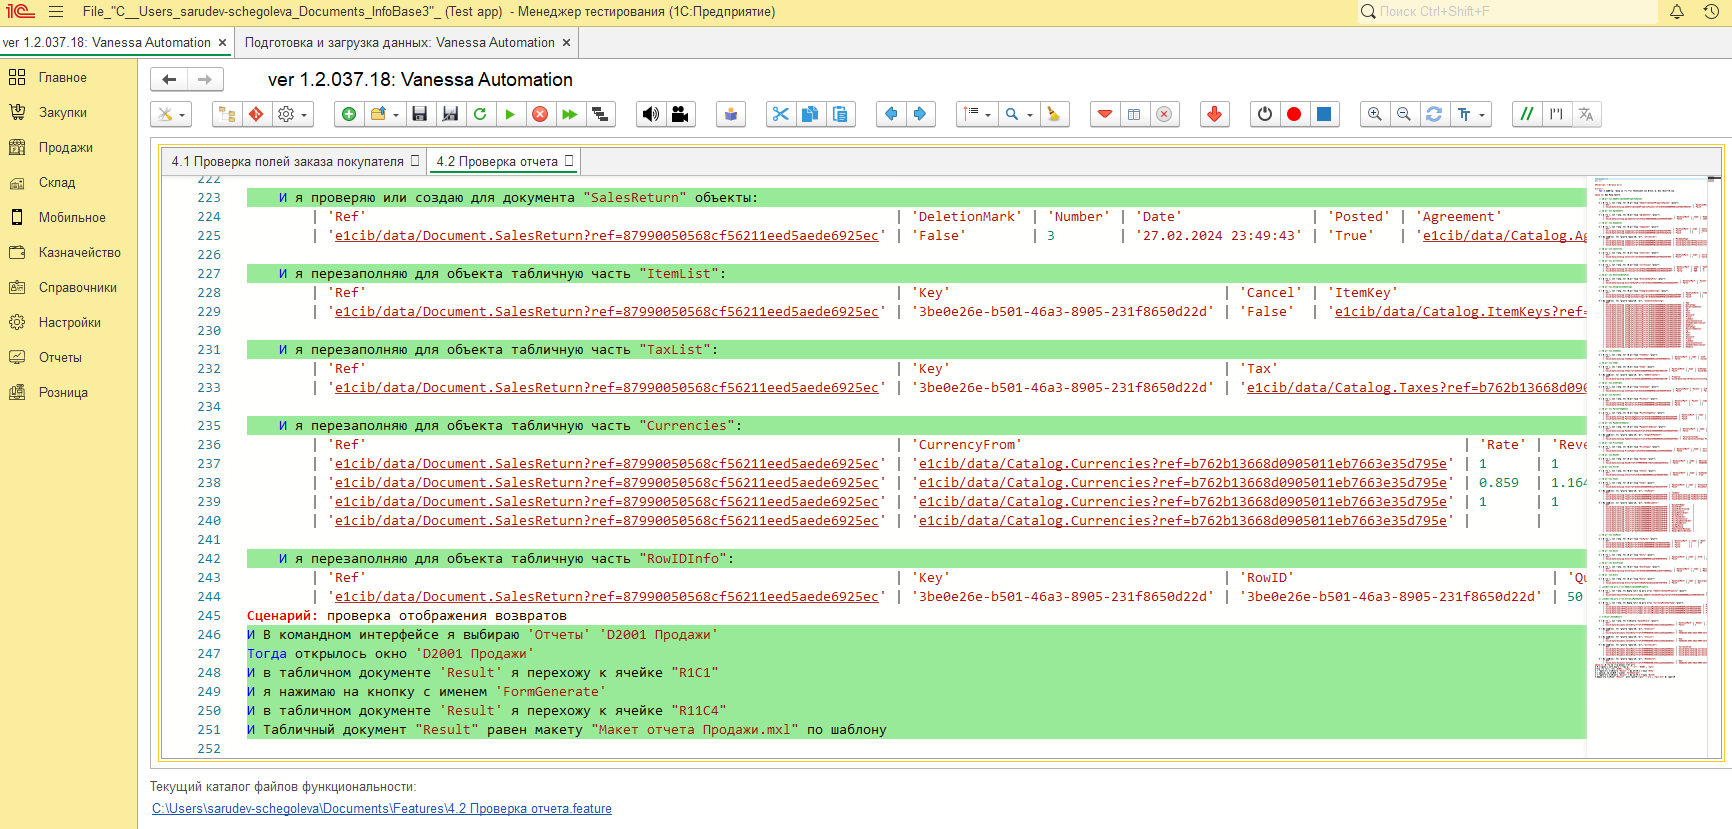 File_"C__Users_sarudev-schegoleva_Documents_InfoBase3"_ (Test app) - Менеджер тестирования (1С:Предприятие)
Поиск Ctrl+Shift+F
ver 1.2.037.18: Vanessa Automation ×
Подготовка и загрузка данных: Vanessa Automation ×
Главное
Закупки
Продажи
Склад
Мобильное
Казначейство
Справочники
Настройки
Отчеты
Розница
ver 1.2.037.18: Vanessa Automation
4.1 Проверка полей заказа покупателя
4.2 Проверка отчета
222
223 И я проверяю или создаю для документа "SalesReturn" объекты:
224 | 'Ref' | 'DeletionMark' | 'Number' | 'Date' | 'Posted' | 'Agreement'
225 | 'e1cib/data/Document.SalesReturn?ref=87990050568cf56211eed5aede6925ec' | 'False' | 3 | '27.02.2024 23:49:43' | 'True' | 'e1cib/data/Catalog.Ag
226
227 И я перезаполняю для объекта табличную часть "ItemList":
228 | 'Ref' | 'Key' | 'Cancel' | 'ItemKey'
229 | 'e1cib/data/Document.SalesReturn?ref=87990050568cf56211eed5aede6925ec' | '3be0e26e-b501-46a3-8905-231f8650d22d' | 'False' | 'e1cib/data/Catalog.ItemKeys?ref=
230
231 И я перезаполняю для объекта табличную часть "TaxList":
232 | 'Ref' | 'Key' | 'Tax'
233 | 'e1cib/data/Document.SalesReturn?ref=87990050568cf56211eed5aede6925ec' | '3be0e26e-b501-46a3-8905-231f8650d22d' | 'e1cib/data/Catalog.Taxes?ref=b762b13668d090
234
235 И я перезаполняю для объекта табличную часть "Currencies":
236 | 'Ref' | 'CurrencyFrom' | 'Rate' | 'Reve
237 | 'e1cib/data/Document.SalesReturn?ref=87990050568cf56211eed5aede6925ec' | 'e1cib/data/Catalog.Currencies?ref=b762b13668d0905011eb7663e35d795e' | 1 | 1
238 | 'e1cib/data/Document.SalesReturn?ref=87990050568cf56211eed5aede6925ec' | 'e1cib/data/Catalog.Currencies?ref=b762b13668d0905011eb7663e35d795e' | 0.859 | 1.164
239 | 'e1cib/data/Document.SalesReturn?ref=87990050568cf56211eed5aede6925ec' | 'e1cib/data/Catalog.Currencies?ref=b762b13668d0905011eb7663e35d795e' | 1 | 1
240 | 'e1cib/data/Document.SalesReturn?ref=87990050568cf56211eed5aede6925ec' | 'e1cib/data/Catalog.Currencies?ref=b762b13668d0905011eb7663e35d795e' | |
241
242 И я перезаполняю для объекта табличную часть "RowIDInfo":
243 | 'Ref' | 'Key' | 'RowID' | 'Qu
244 | 'e1cib/data/Document.SalesReturn?ref=87990050568cf56211eed5aede6925ec' | '3be0e26e-b501-46a3-8905-231f8650d22d' | '3be0e26e-b501-46a3-8905-231f8650d22d' | 50
245 Сценарий: проверка отображения возвратов
246 И В командном интерфейсе я выбираю 'Отчеты' 'D2001 Продажи'
247 Тогда открылось окно 'D2001 Продажи'
248 И в табличном документе 'Result' я перехожу к ячейке "R1C1"
249 И я нажимаю на кнопку с именем 'FormGenerate'
250 И в табличном документе 'Result' я перехожу к ячейке "R11C4"
251 И Табличный документ "Result" равен макету "Макет отчета Продажи.mxl" по шаблону
252
Текущий каталог файлов функциональности:
C:\Users\sarudev-schegoleva\Documents\Features\4.2 Проверка отчета.feature